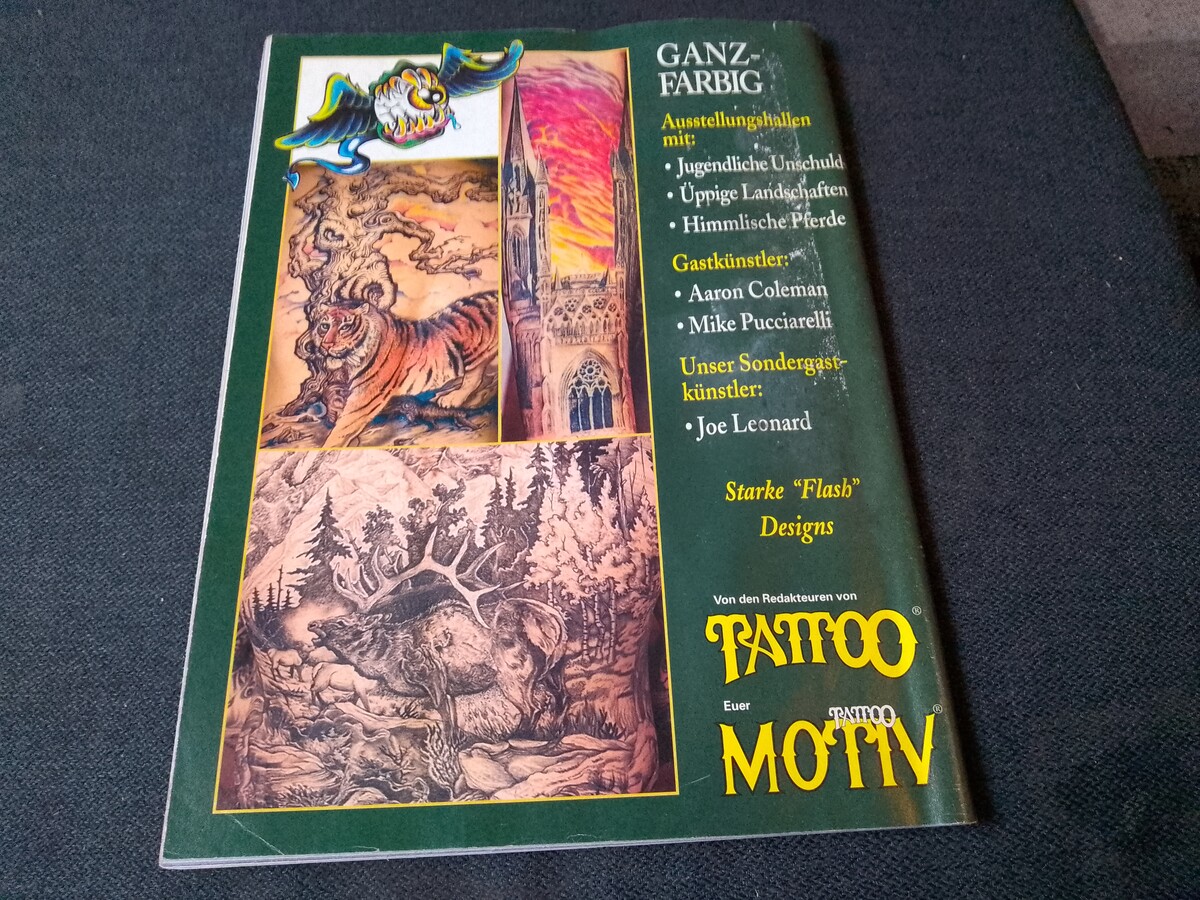 GANZ-
FARBIG
Ausstellungshallen
mit:
• Jugendliche Unschuld
• Üppige Landschaften
• Himmlische Pferde
Gastkünstler:
• Aaron Coleman
• Mike Pucciarelli
Unser Sondergast-
künstler:
• Joe Leonard
Starke “Flash”
Designs
Von den Redakteuren von
TATTOO®
Euer
TATTOO
MOTIV®